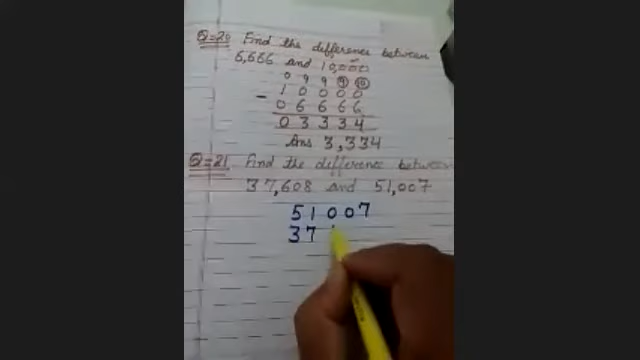 Q=20 Find the difference between
6,666 and 10,000
0 9 9 9 10
1 0 0 0 0
- 0 6 6 6 6
0 3 3 3 4
Ans 3,334
Q=21 Find the difference between
37,608 and 51,007
5 1 0 0 7
3 7